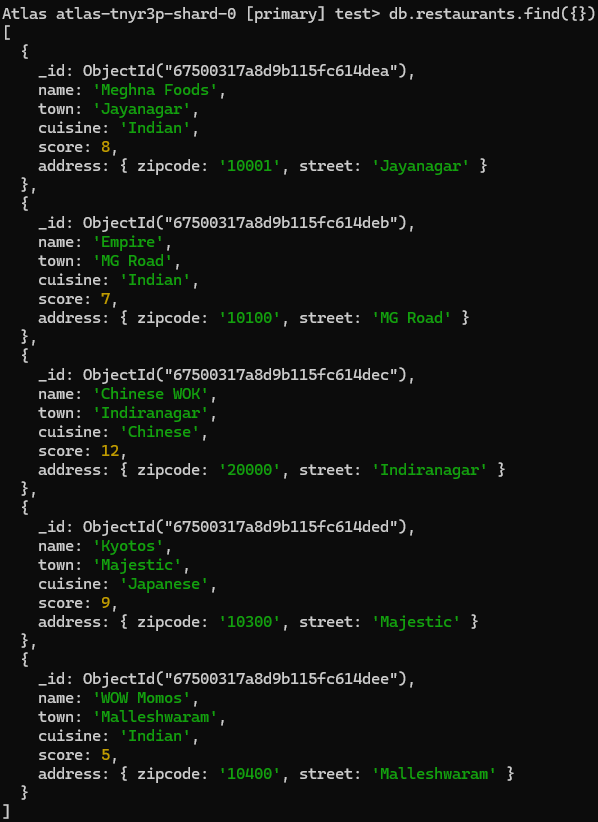 Atlas atlas-tnyr3p-shard-0 [primary] test> db.restaurants.find({})
[
  {
    _id: ObjectId("67500317a8d9b115fc614dea"),
    name: 'Meghna Foods',
    town: 'Jayanagar',
    cuisine: 'Indian',
    score: 8,
    address: { zipcode: '10001', street: 'Jayanagar' }
  },
  {
    _id: ObjectId("67500317a8d9b115fc614deb"),
    name: 'Empire',
    town: 'MG Road',
    cuisine: 'Indian',
    score: 7,
    address: { zipcode: '10100', street: 'MG Road' }
  },
  {
    _id: ObjectId("67500317a8d9b115fc614dec"),
    name: 'Chinese WOK',
    town: 'Indiranagar',
    cuisine: 'Chinese',
    score: 12,
    address: { zipcode: '20000', street: 'Indiranagar' }
  },
  {
    _id: ObjectId("67500317a8d9b115fc614ded"),
    name: 'Kyotos',
    town: 'Majestic',
    cuisine: 'Japanese',
    score: 9,
    address: { zipcode: '10300', street: 'Majestic' }
  },
  {
    _id: ObjectId("67500317a8d9b115fc614dee"),
    name: 'WOW Momos',
    town: 'Malleshwaram',
    cuisine: 'Indian',
    score: 5,
    address: { zipcode: '10400', street: 'Malleshwaram' }
  }
]